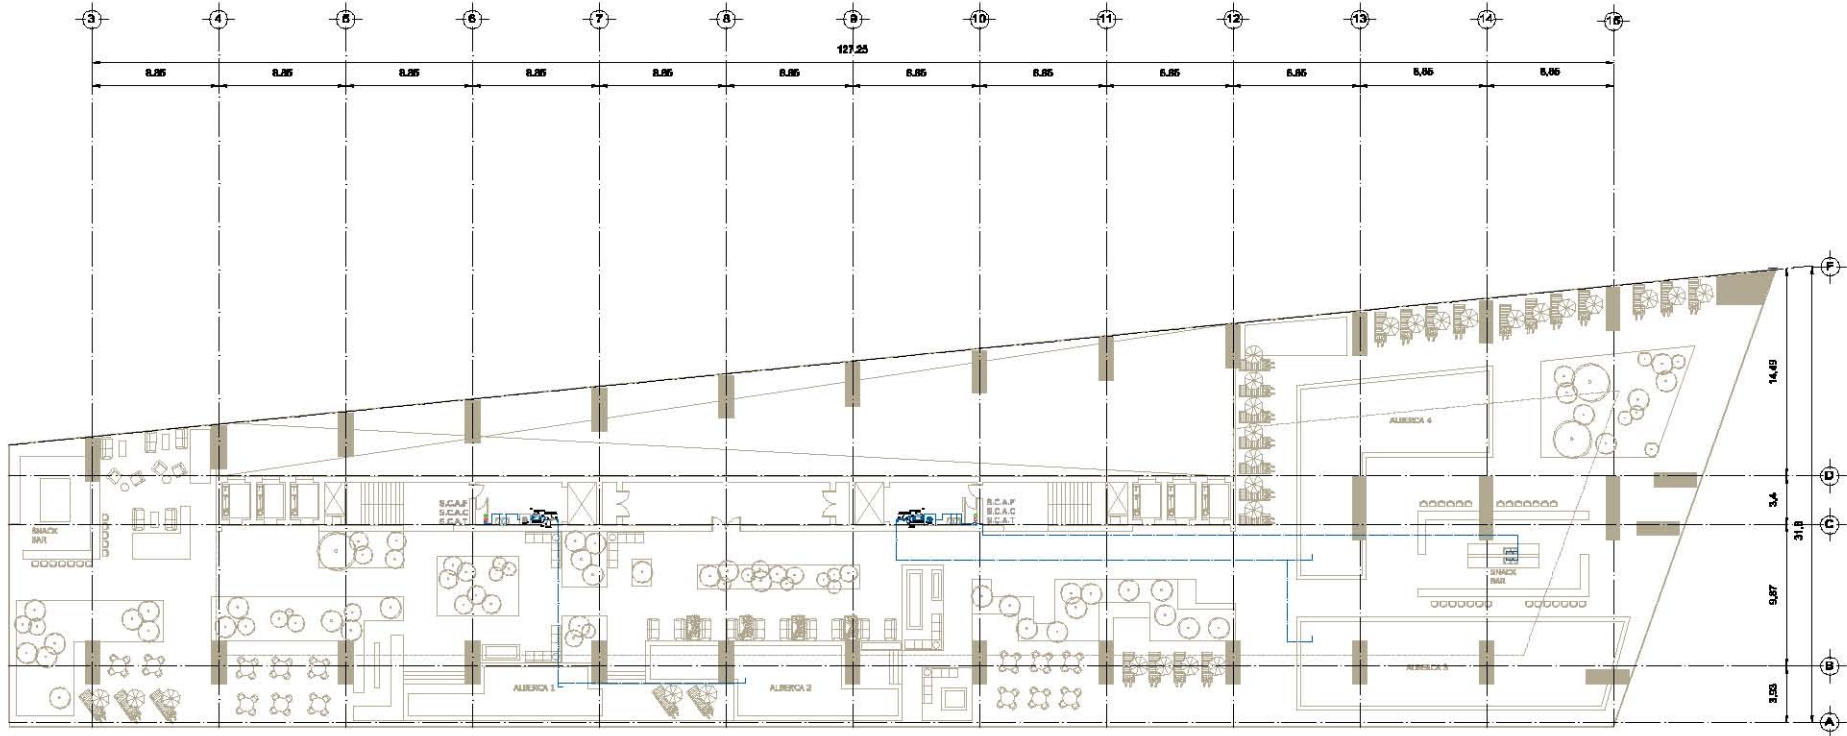 3 4 5 6 7 8 9 10 11 12 13 14 15
127.25
8.85 8.85 8.85 8.85 8.85 8.85 8.85 8.85 8.85 8.85 8,85 8,85
F
14,49
ALBERCA 4
D
S.C.A.F S.C.A.F
S.C.A.C S.C.A.C
S.C.A.T S.C.A.T
3,4
C
31,8
SNACK
BAR
SNACK
BAR
9,87
ALBERCA 3
B
ALBERCA 1 ALBERCA 2
3,93
A